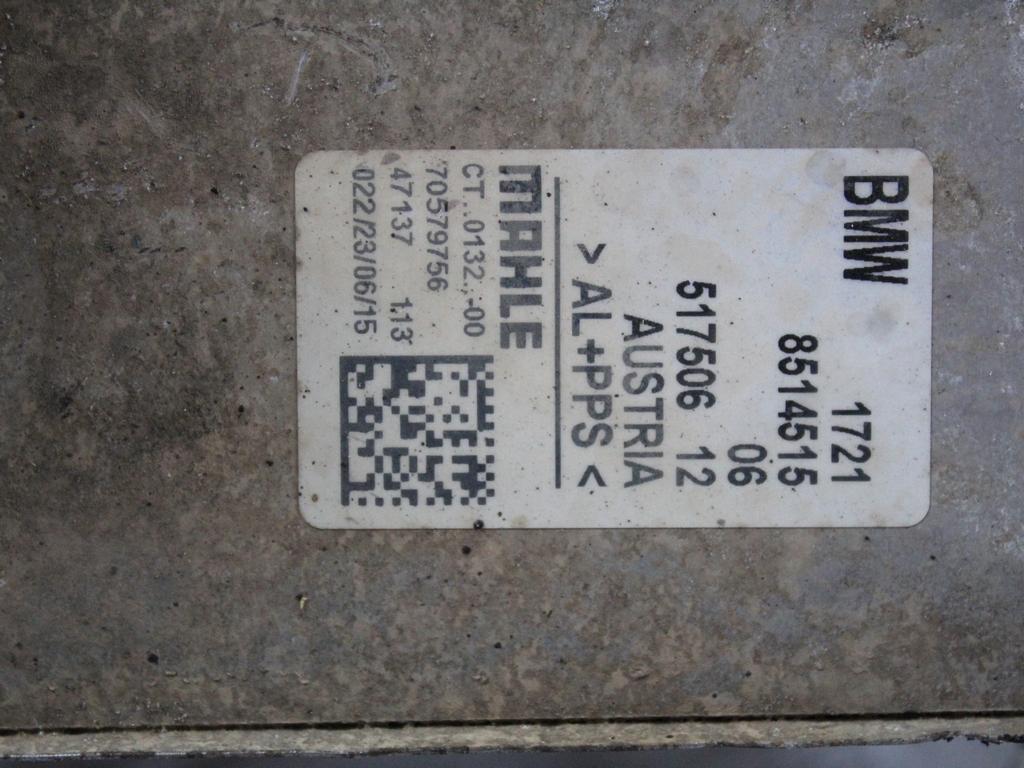 BMW
1721
8514515
06
517506 12
AUSTRIA
>AL+PPS<
MAHLE
CT..0132.,-00
70579756
47137 1.13
022/23/06/15